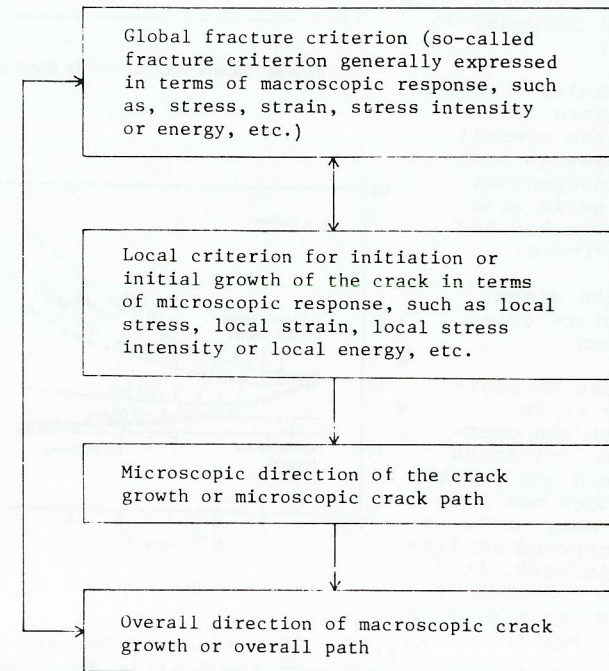 Global fracture criterion (so-called
fracture criterion generally expressed
in terms of macroscopic response, such
as, stress, strain, stress intensity
or energy, etc.)
Local criterion for initiation or
initial growth of the crack in terms
of microscopic response, such as local
stress, local strain, local stress
intensity or local energy, etc.
Microscopic direction of the crack
growth or microscopic crack path
Overall direction of macroscopic crack
growth or overall path